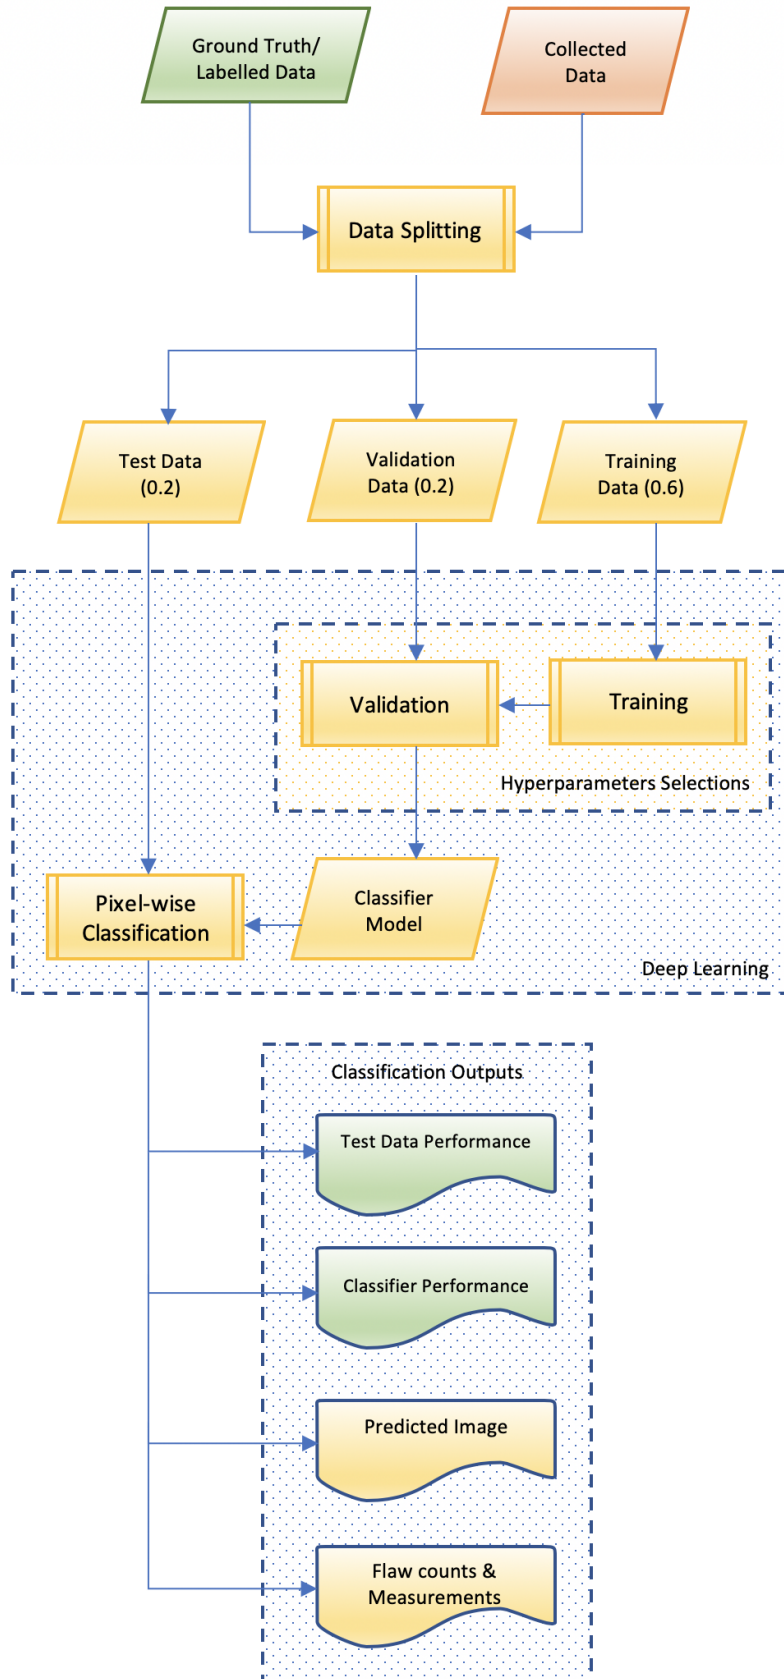 Ground Truth/
Labelled Data
Collected
Data
Data Splitting
Test Data
(0.2)
Validation
Data (0.2)
Training
Data (0.6)
Validation
Training
Hyperparameters Selections
Pixel-wise
Classification
Classifier
Model
Deep Learning
Classification Outputs
Test Data Performance
Classifier Performance
Predicted Image
Flaw counts &
Measurements